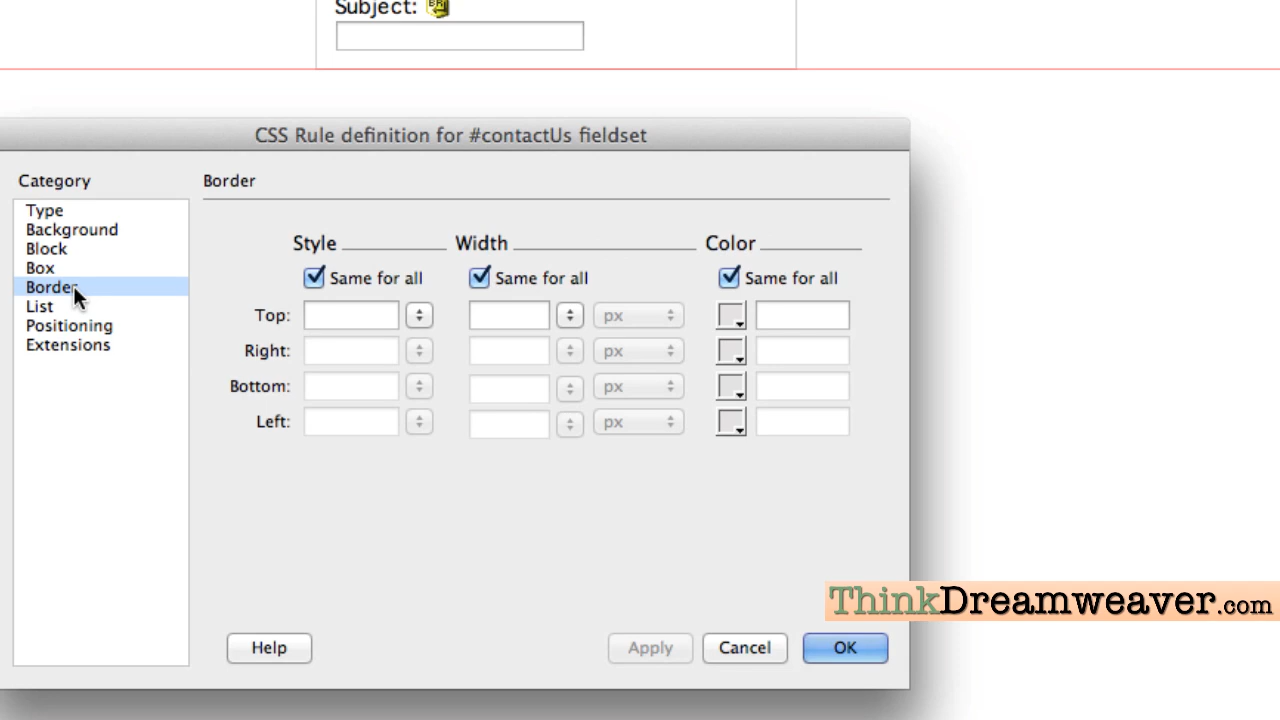 Subject: BR
CSS Rule definition for #contactUs fieldset
Category
Type
Background
Block
Box
Border
List
Positioning
Extensions
Border
Style Width Color
Same for all Same for all Same for all
Top: px
Right: px
Bottom: px
Left: px
Help Apply Cancel OK
ThinkDreamweaver.com